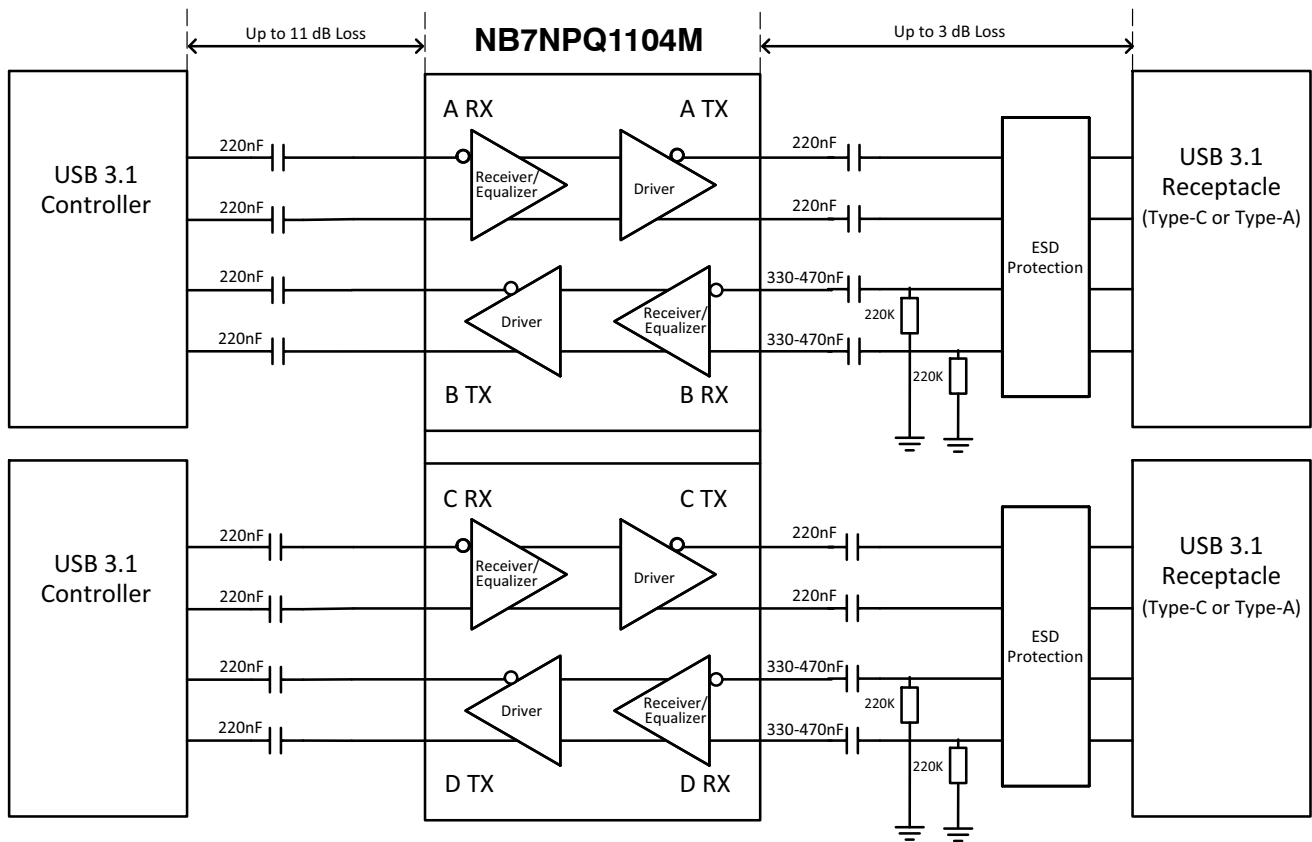 Up to 11 dB Loss
NB7NPQ1104M
Up to 3 dB Loss
USB 3.1
Controller
220nF
220nF
220nF
220nF
A RX
A TX
Receiver/
Equalizer
Driver
Driver
Receiver/
Equalizer
B TX
B RX
220nF
220nF
330-470nF
330-470nF
220K
220K
ESD
Protection
USB 3.1
Receptacle
(Type-C or Type-A)
USB 3.1
Controller
220nF
220nF
220nF
220nF
C RX
C TX
Receiver/
Equalizer
Driver
Driver
Receiver/
Equalizer
D TX
D RX
220nF
220nF
330-470nF
330-470nF
220K
220K
ESD
Protection
USB 3.1
Receptacle
(Type-C or Type-A)